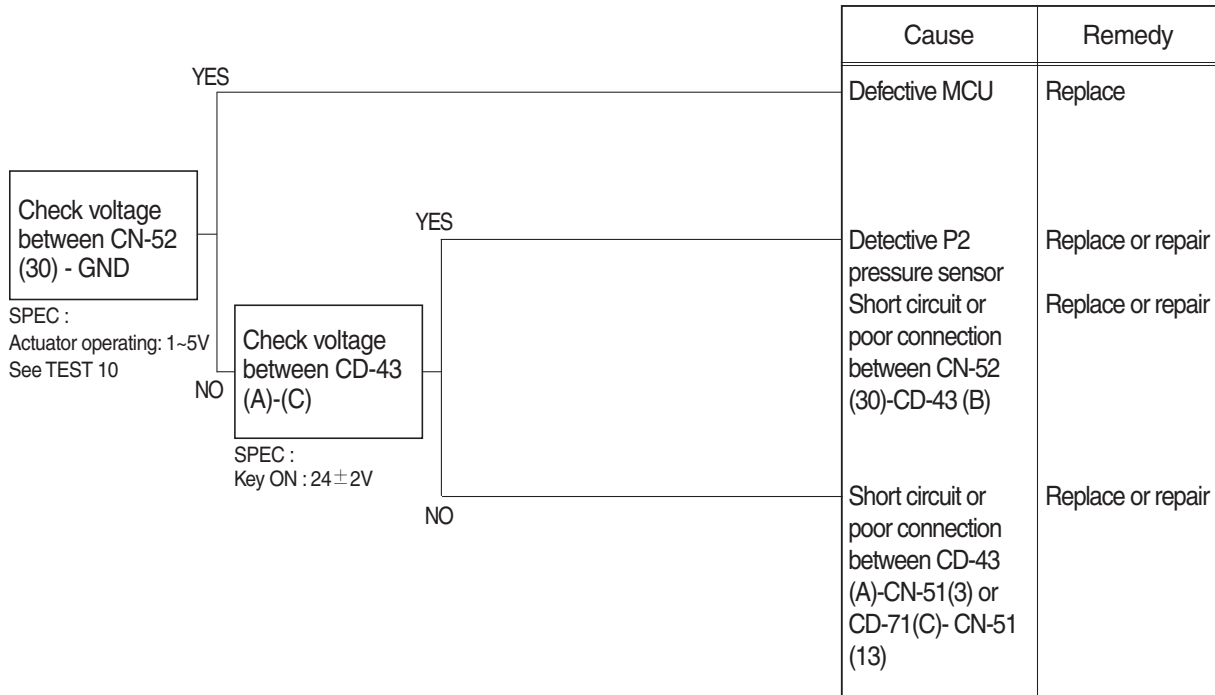 Cause
Remedy
YES
Defective MCU
Replace
Check voltage
between CN-52
(30) - GND
SPEC :
Actuator operating: 1~5V
See TEST 10
NO
YES
Detective P2
pressure sensor
Replace or repair
Short circuit or
poor connection
between CN-52
(30)-CD-43 (B)
Replace or repair
Check voltage
between CD-43
(A)-(C)
SPEC :
Key ON : 24±2V
NO
Short circuit or
poor connection
between CD-43
(A)-CN-51(3) or
CD-71(C)- CN-51
(13)
Replace or repair